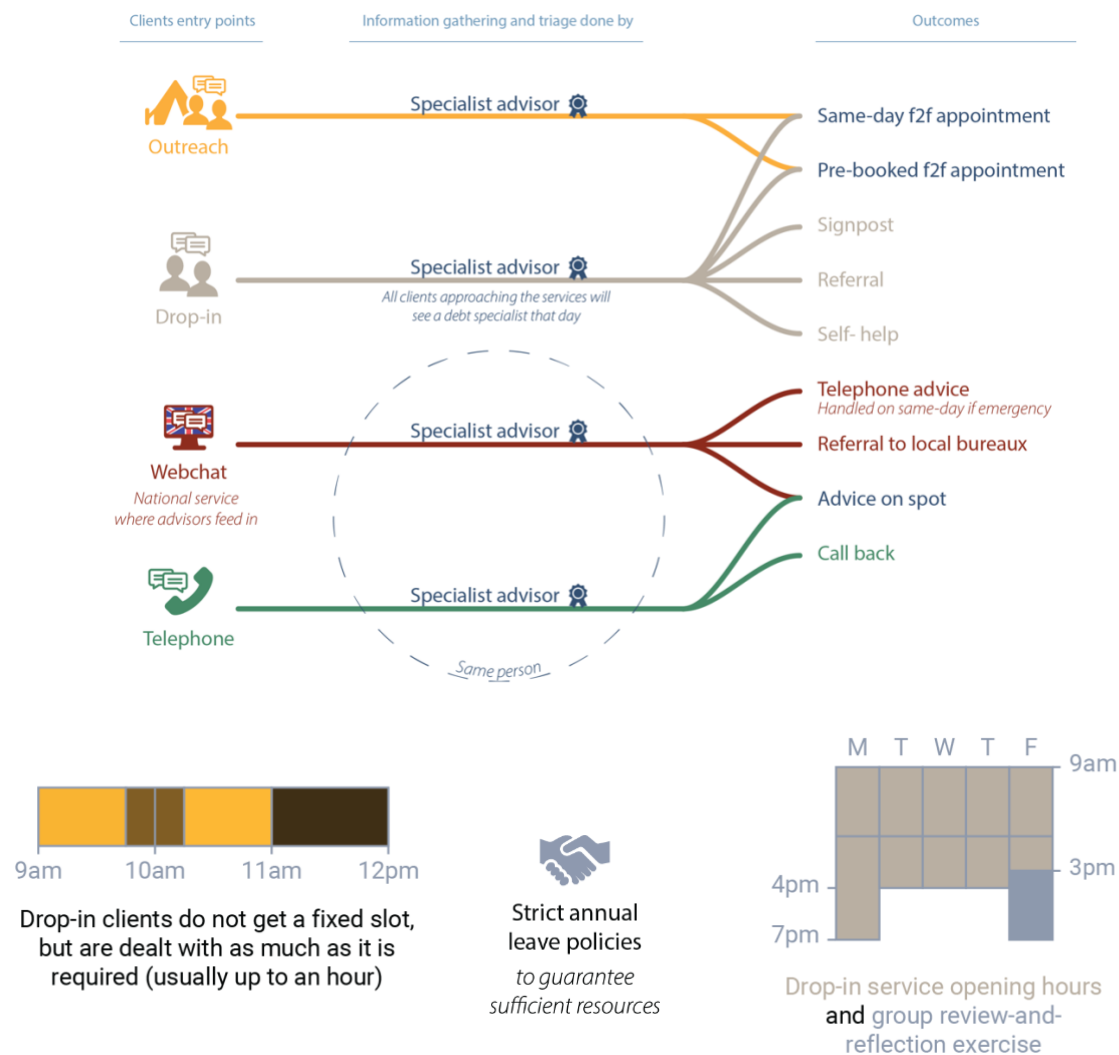 Clients entry points
Information gathering and triage done by
Outcomes
Outreach
Specialist advisor
Same-day f2f appointment
Pre-booked f2f appointment
Drop-in
Specialist advisor
All clients approaching the services will
see a debt specialist that day
Signpost
Referral
Self- help
Webchat
National service
where advisors feed in
Specialist advisor
Telephone advice
Handled on same-day if emergency
Referral to local bureaux
Advice on spot
Telephone
Specialist advisor
Call back
Same person
9am
10am
11am
12pm
Drop-in clients do not get a fixed slot,
but are dealt with as much as it is
required (usually up to an hour)
Strict annual
leave policies
to guarantee
sufficient resources
M T W T F
9am
3pm
4pm
7pm
Drop-in service opening hours
and group review-and-
reflection exercise